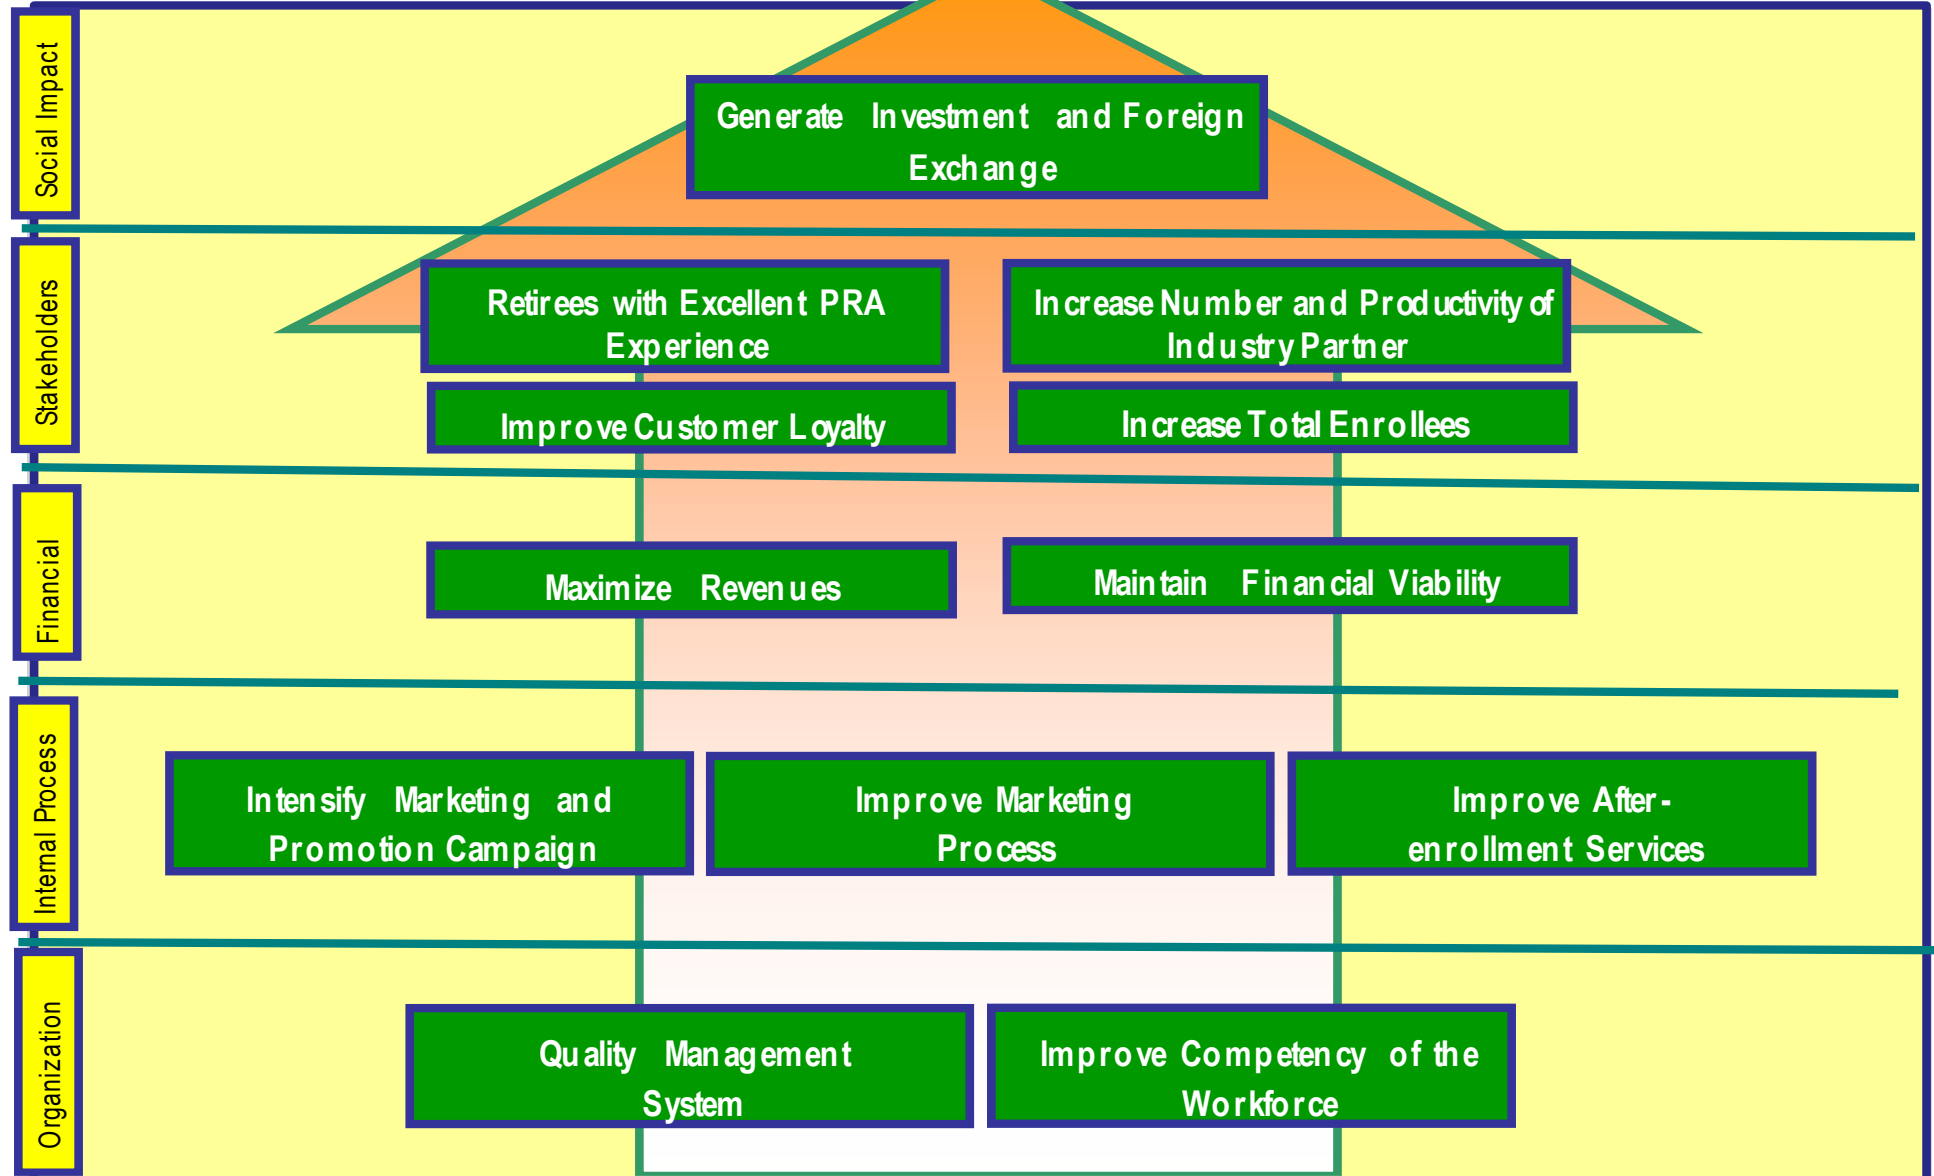 Social Impact
Generate Investment and Foreign
Exchange
Stakeholders
Retirees with Excellent PRA
Experience
Increase Number and Productivity of
Industry Partner
Improve Customer Loyalty
Increase Total Enrollees
Financial
Maximize Revenues
Maintain Financial Viability
Internal Process
Intensify Marketing and
Promotion Campaign
Improve Marketing
Process
Improve After-
enrollment Services
Organization
Quality Management
System
Improve Competency of the
Workforce